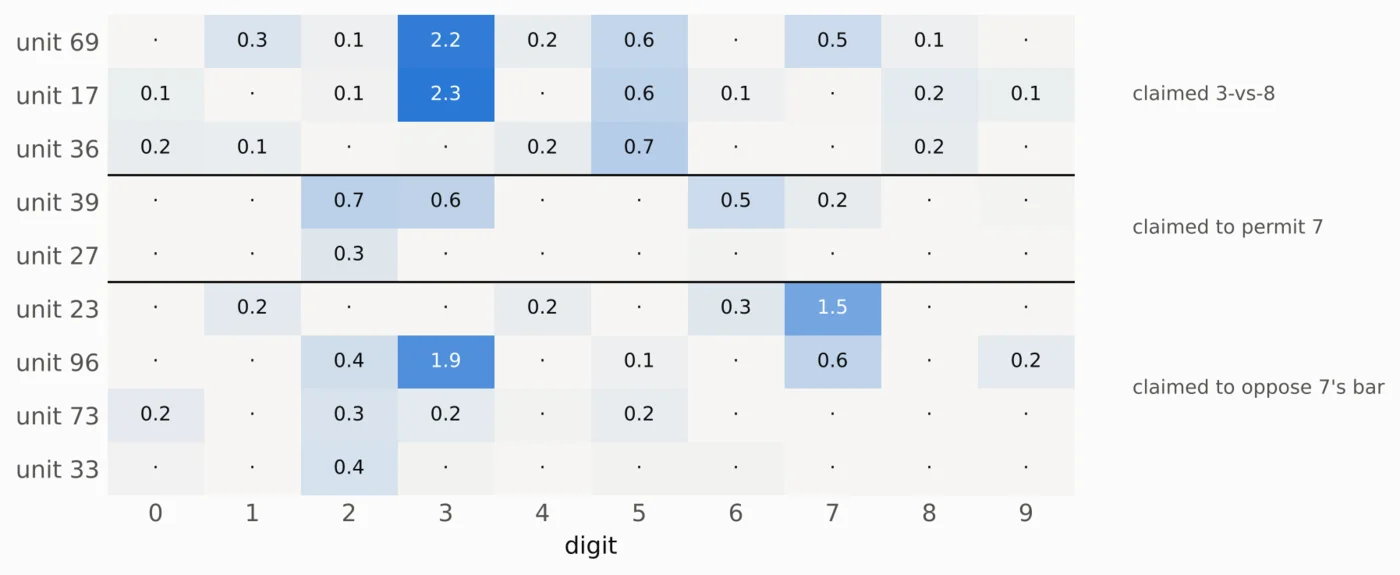 unit 69 · 0.3 0.1 2.2 0.2 0.6 · 0.5 0.1 ·
unit 17 0.1 · 0.1 2.3 · 0.6 0.1 · 0.2 0.1
claimed 3-vs-8
unit 36 0.2 0.1 · · 0.2 0.7 · · 0.2 ·
unit 39 · · 0.7 0.6 · · 0.5 0.2 · ·
claimed to permit 7
unit 27 · · 0.3 · · · · · · ·
unit 23 · 0.2 · · 0.2 · 0.3 1.5 · ·
unit 96 · · 0.4 1.9 · 0.1 · 0.6 · 0.2
claimed to oppose 7's bar
unit 73 0.2 · 0.3 0.2 · 0.2 · · · ·
unit 33 · · 0.4 · · · · · · ·
0 1 2 3 4 5 6 7 8 9
digit